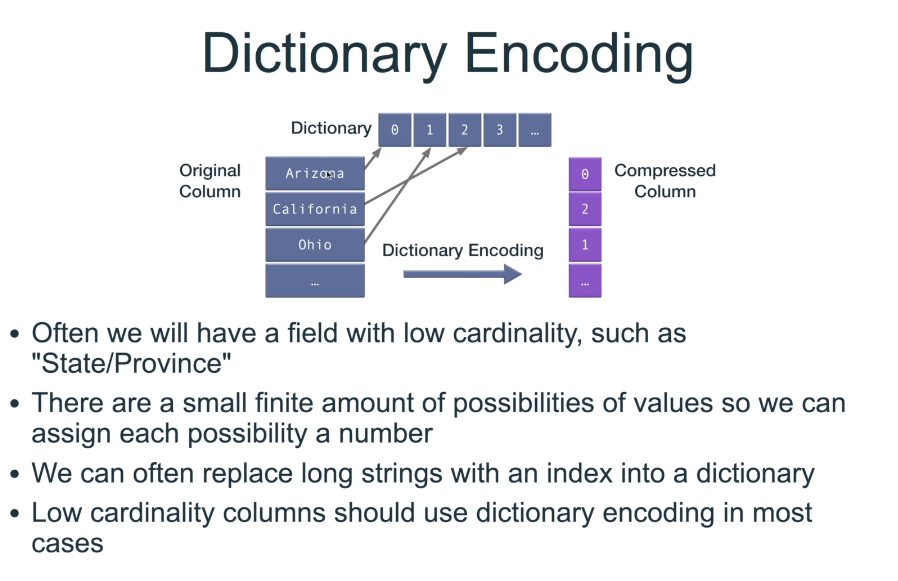 Dictionary Encoding
Dictionary 0 1 2 3 …
Original
Column
Arizona
California
Ohio
…
Dictionary Encoding
0
2
1
…
Compressed
Column
• Often we will have a field with low cardinality, such as
"State/Province"
• There are a small finite amount of possibilities of values so we can
assign each possibility a number
• We can often replace long strings with an index into a dictionary
• Low cardinality columns should use dictionary encoding in most
cases